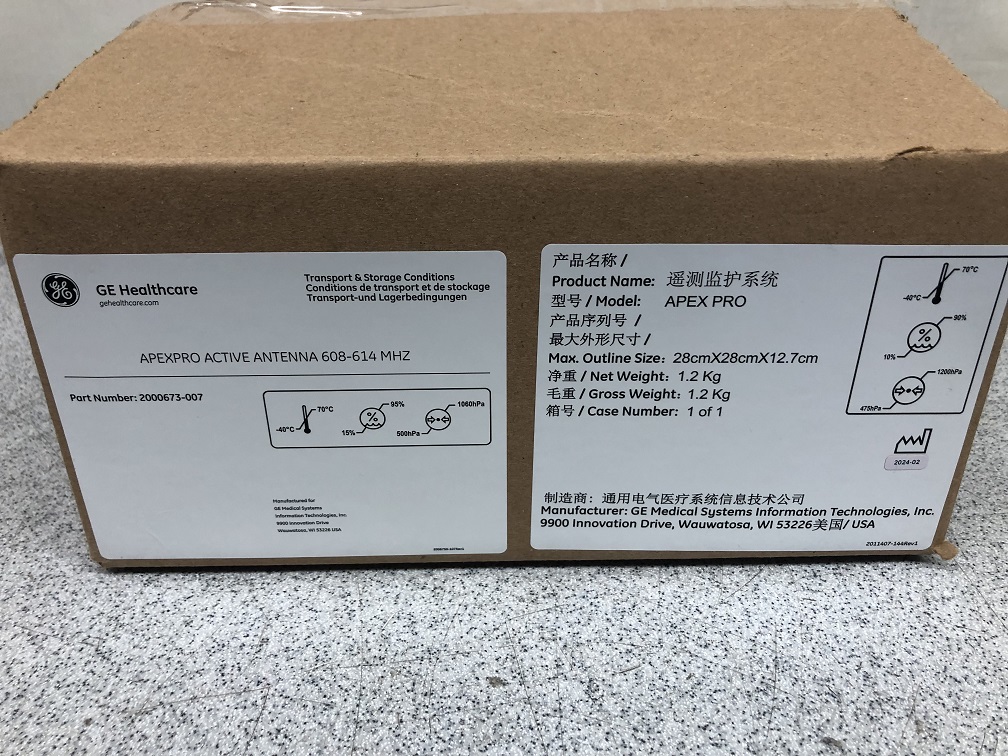 GE Healthcare
gehealthcare.com
Transport & Storage Conditions
Conditions de transport et de stockage
Transport-und Lagerbedingungen
APEXPRO ACTIVE ANTENNA 608-614 MHZ
Part Number: 2000673-007
-40°C
70°C
15%
%
95%
500hPa
1060hPa
Manufactured for
GE Medical Systems
Information Technologies, Inc.
9900 Innovation Drive
Wauwatosa, WI 53226 USA
产品名称 /
Product Name: 遥测监护系统
型号 / Model: APEX PRO
产品序列号 /
最大外形尺寸 /
Max. Outline Size: 28cmX28cmX12.7cm
净重 / Net Weight: 1.2 Kg
毛重 / Gross Weight: 1.2 Kg
箱号 / Case Number: 1 of 1
-40°C
70°C
10%
%
90%
475hPa
1200hPa
2024-02
制造商：通用电气医疗系统信息技术公司
Manufacturer: GE Medical Systems Information Technologies, Inc.
9900 Innovation Drive, Wauwatosa, WI 53226美国/ USA
2011407-144Rev1